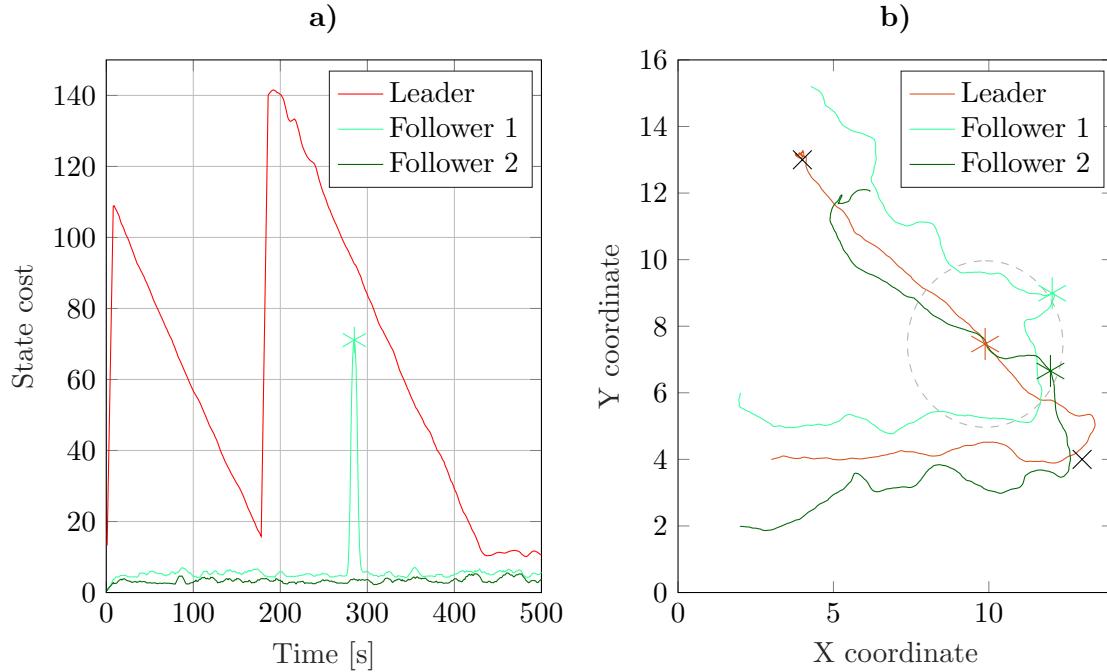 a)
State cost
140
120
100
80
60
40
20
0
0
100
200
300
400
500
Time [s]
Leader
Follower 1
Follower 2
b)
Y coordinate
16
14
12
10
8
6
4
2
0
0
5
10
X coordinate
Leader
Follower 1
Follower 2